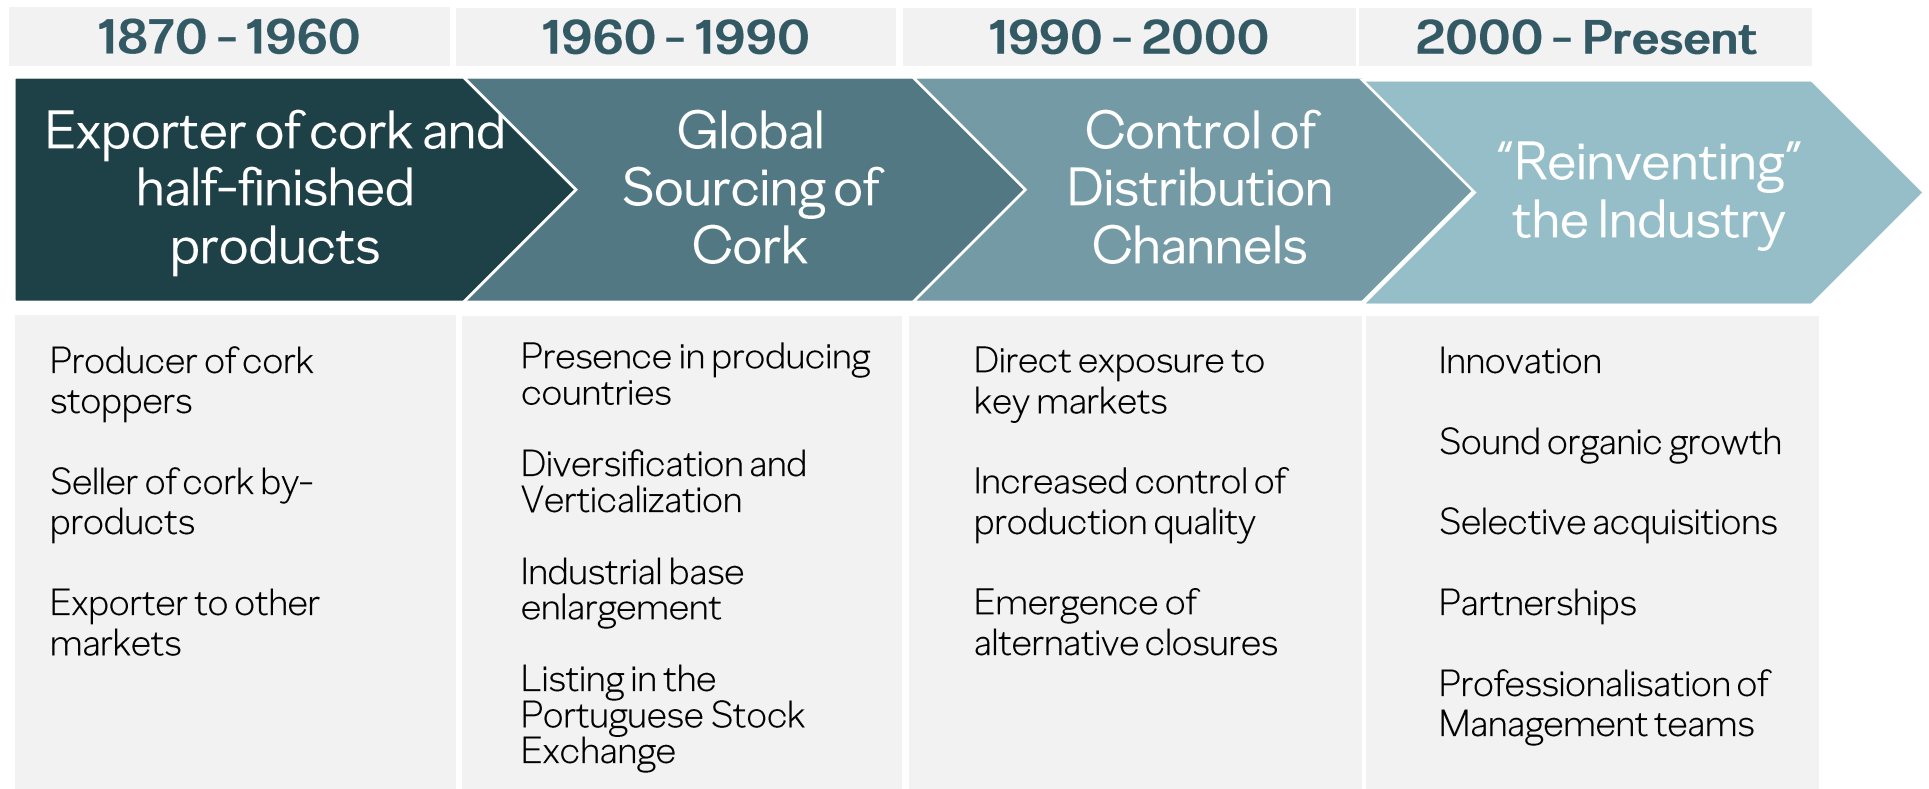 1870 – 1960
Exporter of cork and
half-finished
products
Producer of cork
stoppers
Seller of cork by-
products
Exporter to other
markets
1960 – 1990
Global
Sourcing of
Cork
Presence in producing
countries
Diversification and
Verticalization
Industrial base
enlargement
Listing in the
Portuguese Stock
Exchange
1990 – 2000
Control of
Distribution
Channels
Direct exposure to
key markets
Increased control of
production quality
Emergence of
alternative closures
2000 – Present
“Reinventing”
the Industry
Innovation
Sound organic growth
Selective acquisitions
Partnerships
Professionalisation of
Management teams